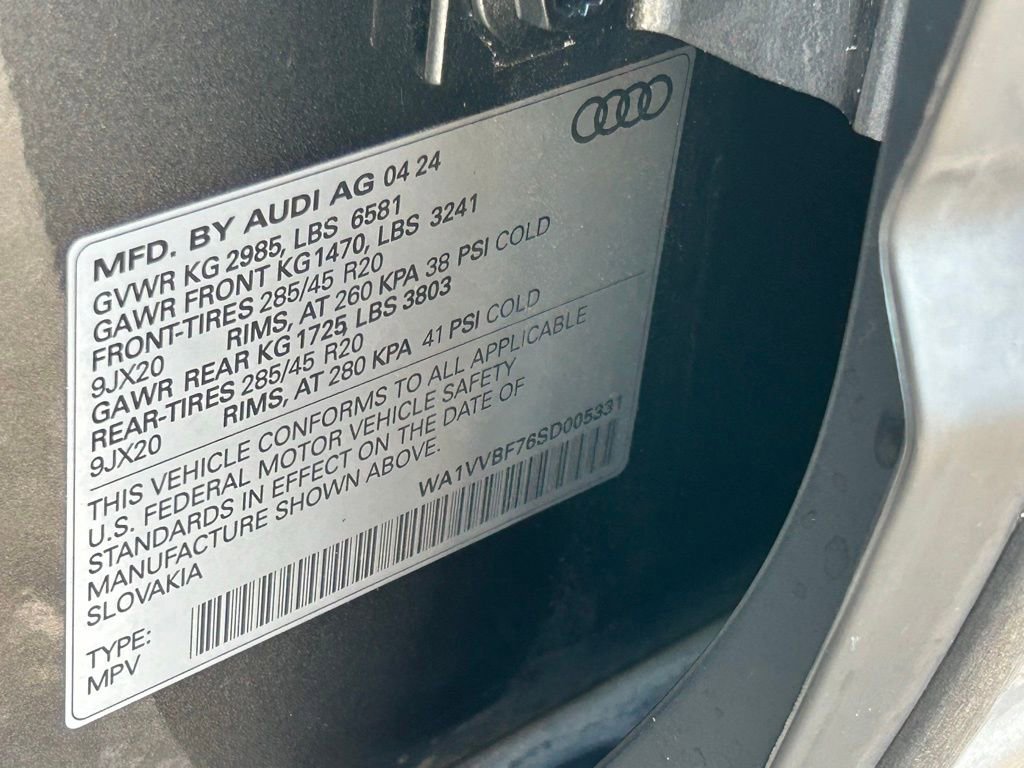 MFD. BY AUDI AG 04 24
GVWR KG 2985, LBS 6581
GAWR FRONT KG1470, LBS 3241
FRONT-TIRES 285/45 R20
9JX20 RIMS, AT 260 KPA 38 PSI COLD
GAWR REAR KG 1725 LBS 3803
REAR-TIRES 285/45 R20
9JX20 RIMS, AT 280 KPA 41 PSI COLD
THIS VEHICLE CONFORMS TO ALL APPLICABLE
U.S. FEDERAL MOTOR VEHICLE SAFETY
STANDARDS IN EFFECT ON THE DATE OF
MANUFACTURE SHOWN ABOVE.
SLOVAKIA WA1VVBF76SD005331
TYPE:
MPV